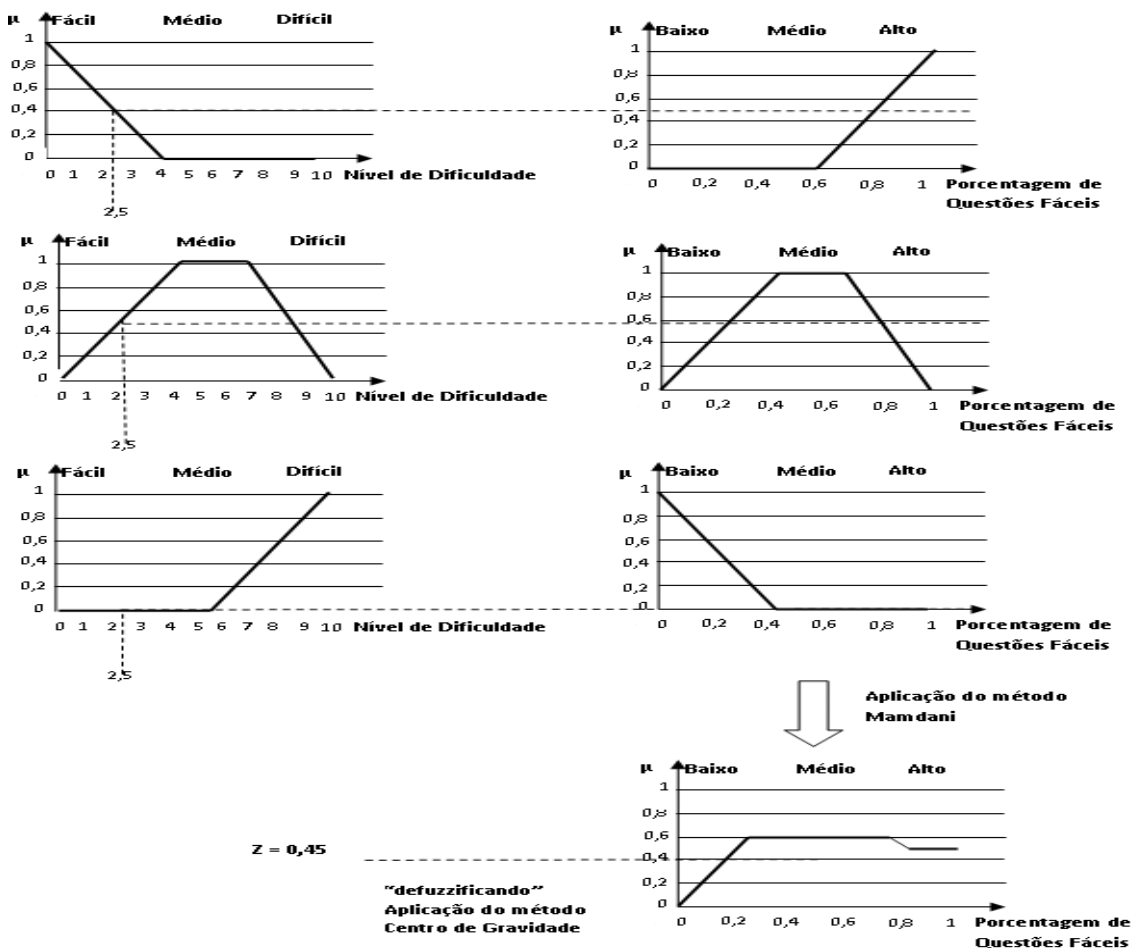 μ Fácil Médio Difícil
1
0,8
0,6
0,4
0,2
0
0 1 2 3 4 5 6 7 8 9 10 Nível de Dificuldade
2,5
μ Baixo Médio Alto
1
0,8
0,6
0,4
0,2
0
0 0,2 0,4 0,6 0,8 1 Porcentagem de
Questões Fáceis
μ Fácil Médio Difícil
1
0,8
0,6
0,4
0,2
0
0 1 2 3 4 5 6 7 8 9 10 Nível de Dificuldade
2,5
μ Baixo Médio Alto
1
0,8
0,6
0,4
0,2
0
0 0,2 0,4 0,6 0,8 1 Porcentagem de
Questões Fáceis
μ Fácil Médio Difícil
1
0,8
0,6
0,4
0,2
0
0 1 2 3 4 5 6 7 8 9 10 Nível de Dificuldade
2,5
μ Baixo Médio Alto
1
0,8
0,6
0,4
0,2
0
0 0,2 0,4 0,6 0,8 1 Porcentagem de
Questões Fáceis
Aplicação do método
Mamdani
μ Baixo Médio Alto
1
0,8
0,6
0,4
0,2
0
0 0,2 0,4 0,6 0,8 1 Porcentagem de
Questões Fáceis
Z = 0,45
"defuzzificando"
Aplicação do método
Centro de Gravidade